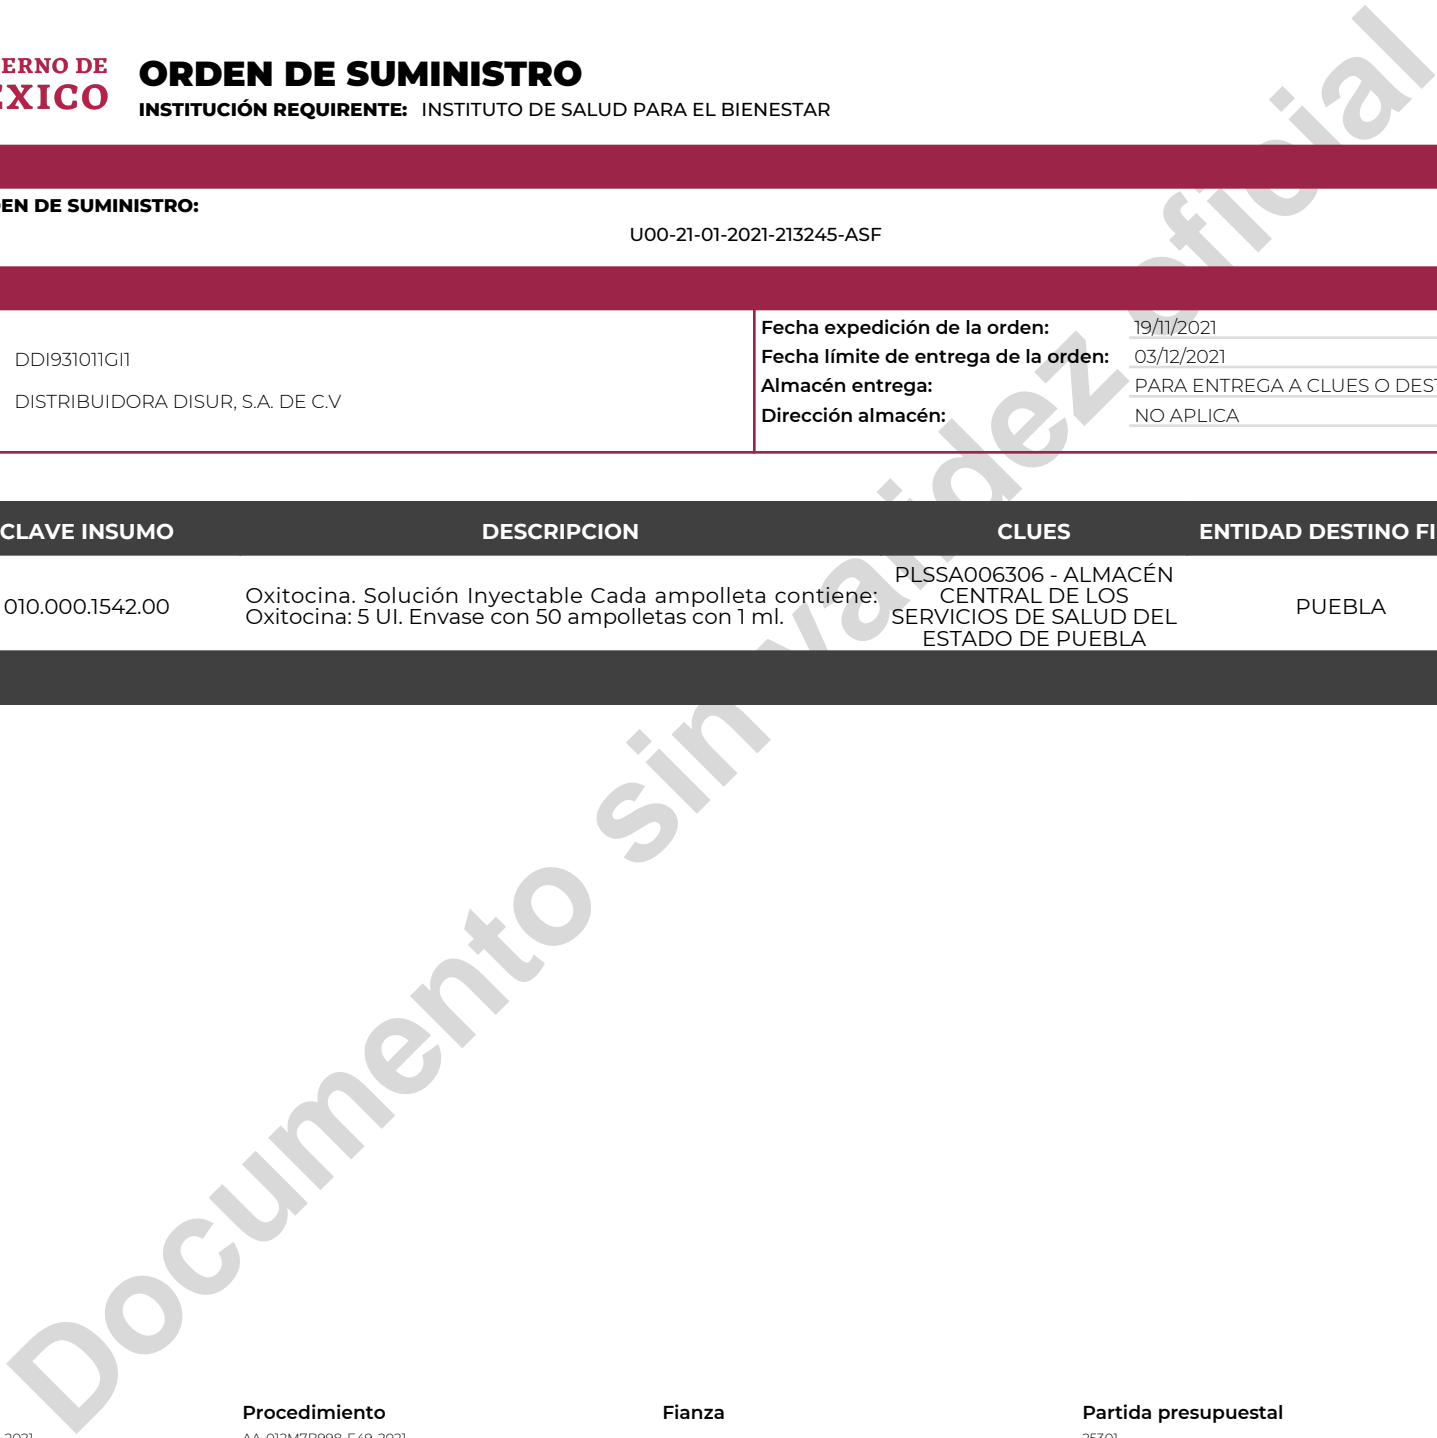 ERNO DE
ORDEN DE SUMINISTRO
EXICO
INSTITUCIÓN REQUIRENTE: INSTITUTO DE SALUD PARA EL BIENESTAR
EN DE SUMINISTRO:
U00-21-01-2021-213245-ASF
Fecha expedición de la orden: 19/11/2021
DDI931011GI1
Fecha límite de entrega de la orden: 03/12/2021
Almacén entrega: PARA ENTREGA A CLUES O DEST
DISTRIBUIDORA DISUR, S.A. DE C.V
Dirección almacén: NO APLICA
CLAVE INSUMO DESCRIPCION CLUES ENTIDAD DESTINO FI
010.000.1542.00
Oxitocina. Solución Inyectable Cada ampolleta contiene:
Oxitocina: 5 UI. Envase con 50 ampolletas con 1 ml.
PLSSA006306 - ALMACÉN
CENTRAL DE LOS
SERVICIOS DE SALUD DEL
ESTADO DE PUEBLA
PUEBLA
Documento sin validez oficial
Procedimiento Fianza Partida presupuestal